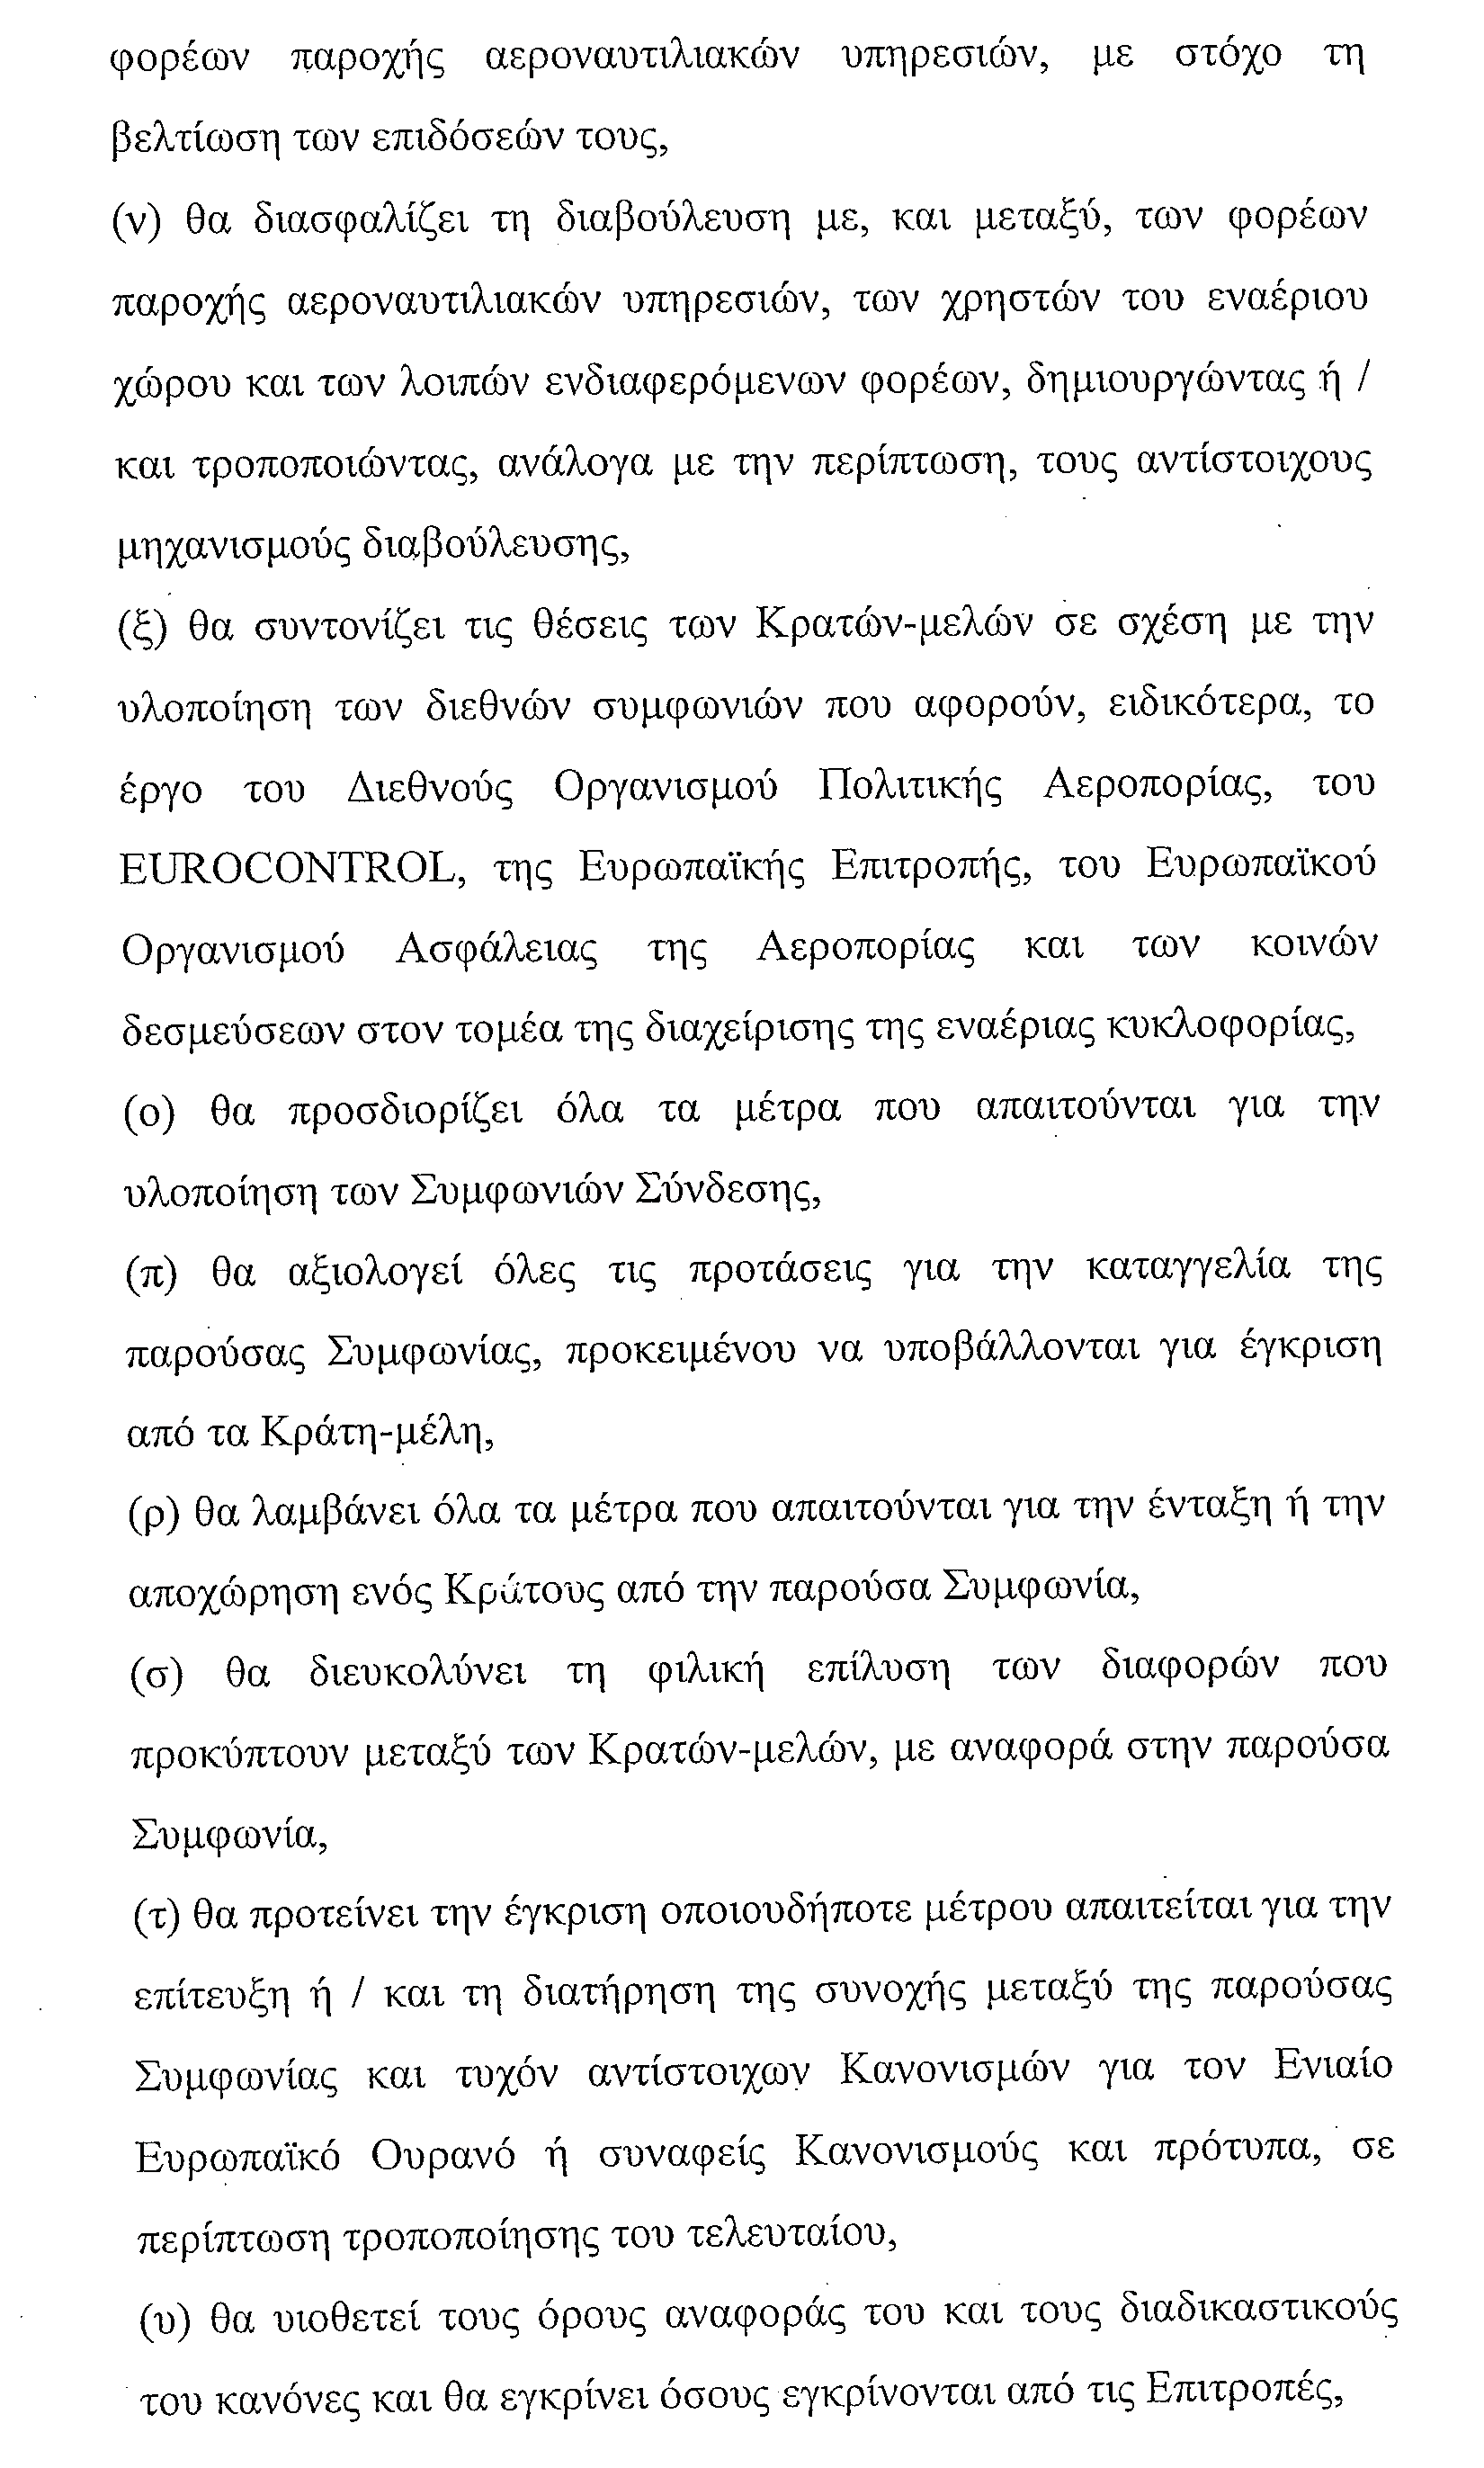 φορέων παροχής αεροναυτιλιακών υπηρεσιών, με στόχο τη
βελτίωση των επιδόσεών τους,
(ν) θα διασφαλίζει τη διαβούλευση με, και μεταξύ, των φορέων
παροχής αεροναυτιλιακών υπηρεσιών, των χρηστών του εναέριου
χώρου και των λοιπών ενδιαφερόμενων φορέων, δημιουργώντας ή /
και τροποποιώντας, ανάλογα με την περίπτωση, τους αντίστοιχους
μηχανισμούς διαβούλευσης,
(ξ) θα συντονίζει τις θέσεις των Κρατών-μελών σε σχέση με την
υλοποίηση των διεθνών συμφωνιών που αφορούν, ειδικότερα, το
έργο του Διεθνούς Οργανισμού Πολιτικής Αεροπορίας, του
EUROCONTROL, της Ευρωπαϊκής Επιτροπής, του Ευρωπαϊκού
Οργανισμού Ασφάλειας της Αεροπορίας και των κοινών
δεσμεύσεων στον τομέα της διαχείρισης της εναέριας κυκλοφορίας,
(ο) θα προσδιορίζει όλα τα μέτρα που απαιτούνται για την
υλοποίηση των Συμφωνιών Σύνδεσης,
(π) θα αξιολογεί όλες τις προτάσεις για την καταγγελία της
παρούσας Συμφωνίας, προκειμένου να υποβάλλονται για έγκριση
από τα Κράτη-μέλη,
(ρ) θα λαμβάνει όλα τα μέτρα που απαιτούνται για την ένταξη ή την
αποχώρηση ενός Κράτους από την παρούσα Συμφωνία,
(σ) θα διευκολύνει τη φιλική επίλυση των διαφορών που
προκύπτουν μεταξύ των Κρατών-μελών, με αναφορά στην παρούσα
Συμφωνία,
(τ) θα προτείνει την έγκριση οποιουδήποτε μέτρου απαιτείται για την
επίτευξη ή / και τη διατήρηση της συνοχής μεταξύ της παρούσας
Συμφωνίας και τυχόν αντίστοιχων Κανονισμών για τον Ενιαίο
Ευρωπαϊκό Ουρανό ή συναφείς Κανονισμούς και πρότυπα, σε
περίπτωση τροποποίησης του τελευταίου,
(υ) θα υιοθετεί τους όρους αναφοράς του και τους διαδικαστικούς
του κανόνες και θα εγκρίνει όσους εγκρίνονται από τις Επιτροπές,